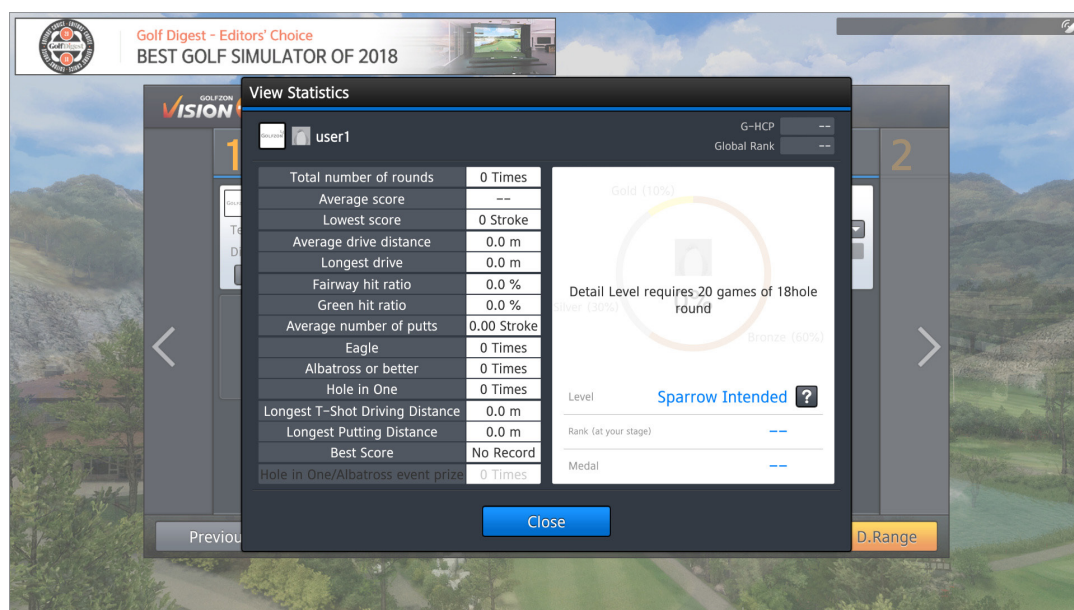 Golf Digest - Editors' Choice
BEST GOLF SIMULATOR OF 2018
GOLFZON
VISION
View Statistics
GOLFZON
user1
G-HCP --
Global Rank --
1
2
Total number of rounds 0 Times
Average score --
Lowest score 0 Stroke
Average drive distance 0.0 m
Longest drive 0.0 m
Fairway hit ratio 0.0 %
Green hit ratio 0.0 %
Average number of putts 0.00 Stroke
Eagle 0 Times
Albatross or better 0 Times
Hole in One 0 Times
Longest T-Shot Driving Distance 0.0 m
Longest Putting Distance 0.0 m
Best Score No Record
Hole in One/Albatross event prize 0 Times
Gold (10%)
Detail Level requires 20 games of 18hole
round
Silver (30%)
0%
Bronze (60%)
Level Sparrow Intended ?
Rank (at your stage) --
Medal --
Close
Previou
D.Range